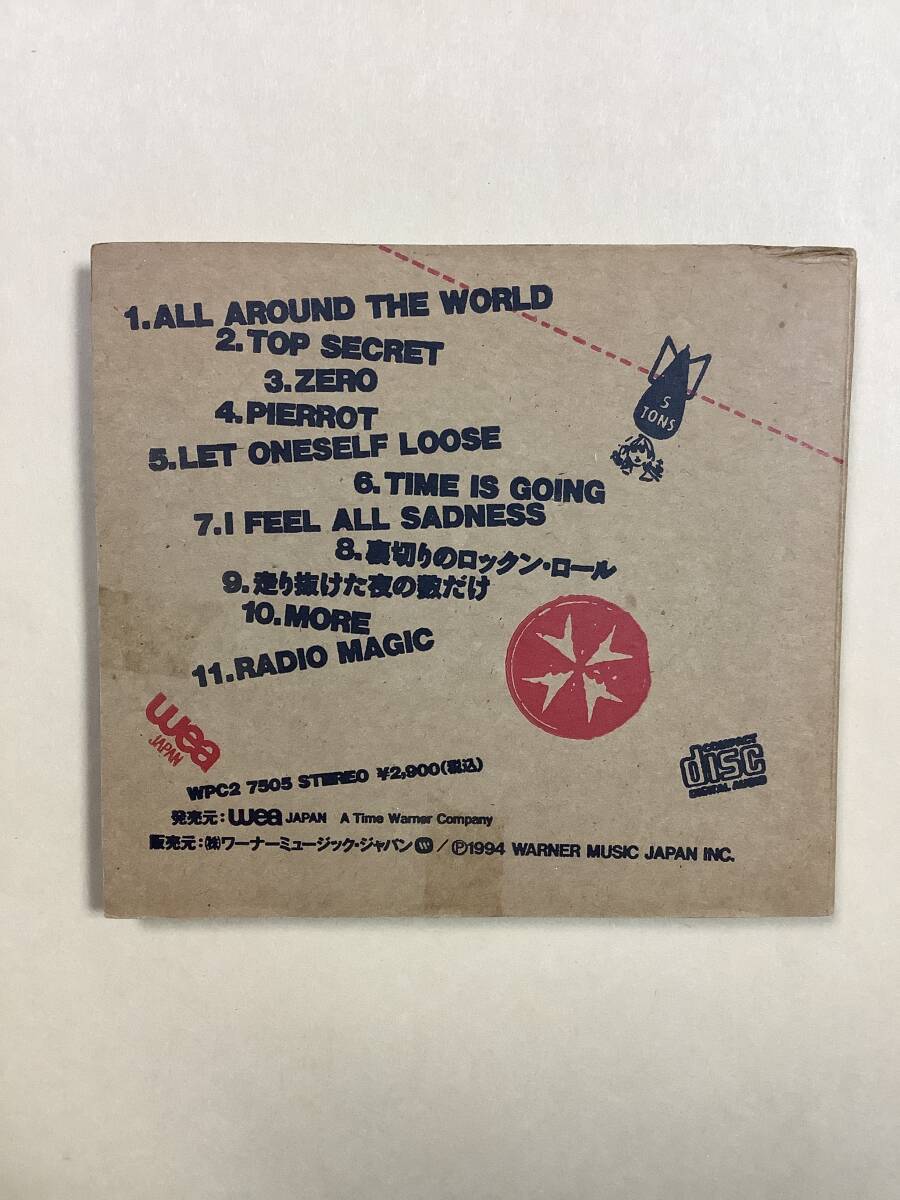 1.ALL AROUND THE WORLD
2.TOP SECRET
3.ZERO
4.PIERROT
5.LET ONESELF LOOSE
6.TIME IS GOING
7.I FEEL ALL SADNESS
8.裏切りのロックン・ロール
9.走り抜けた夜の数だけ
10.MORE
11.RADIO MAGIC
5
TONS
wea
JAPAN
COMPACT
disc
DIGITAL AUDIO
WPC2 7505 STEREO ¥2,900(税込)
発売元:wea JAPAN A Time Warner Company
販売元:㈱ワーナーミュージック・ジャパン / ℗1994 WARNER MUSIC JAPAN INC.